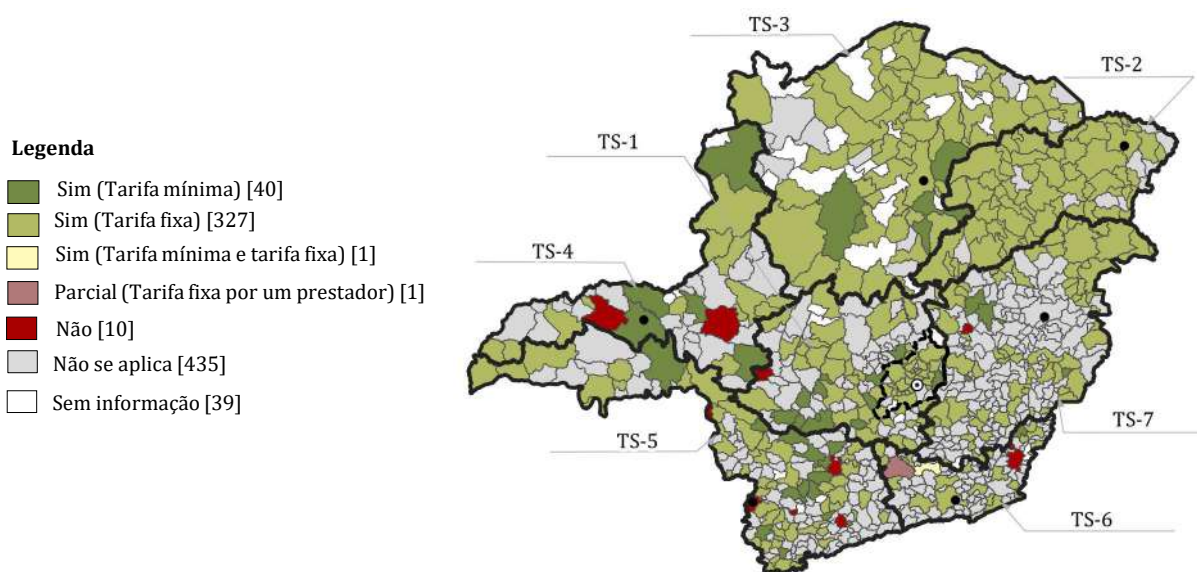 Legenda
Sim (Tarifa mínima) [40]
Sim (Tarifa fixa) [327]
Sim (Tarifa mínima e tarifa fixa) [1]
Parcial (Tarifa fixa por um prestador) [1]
Não [10]
Não se aplica [435]
Sem informação [39]
TS-3
TS-2
TS-1
TS-4
TS-5
TS-7
TS-6